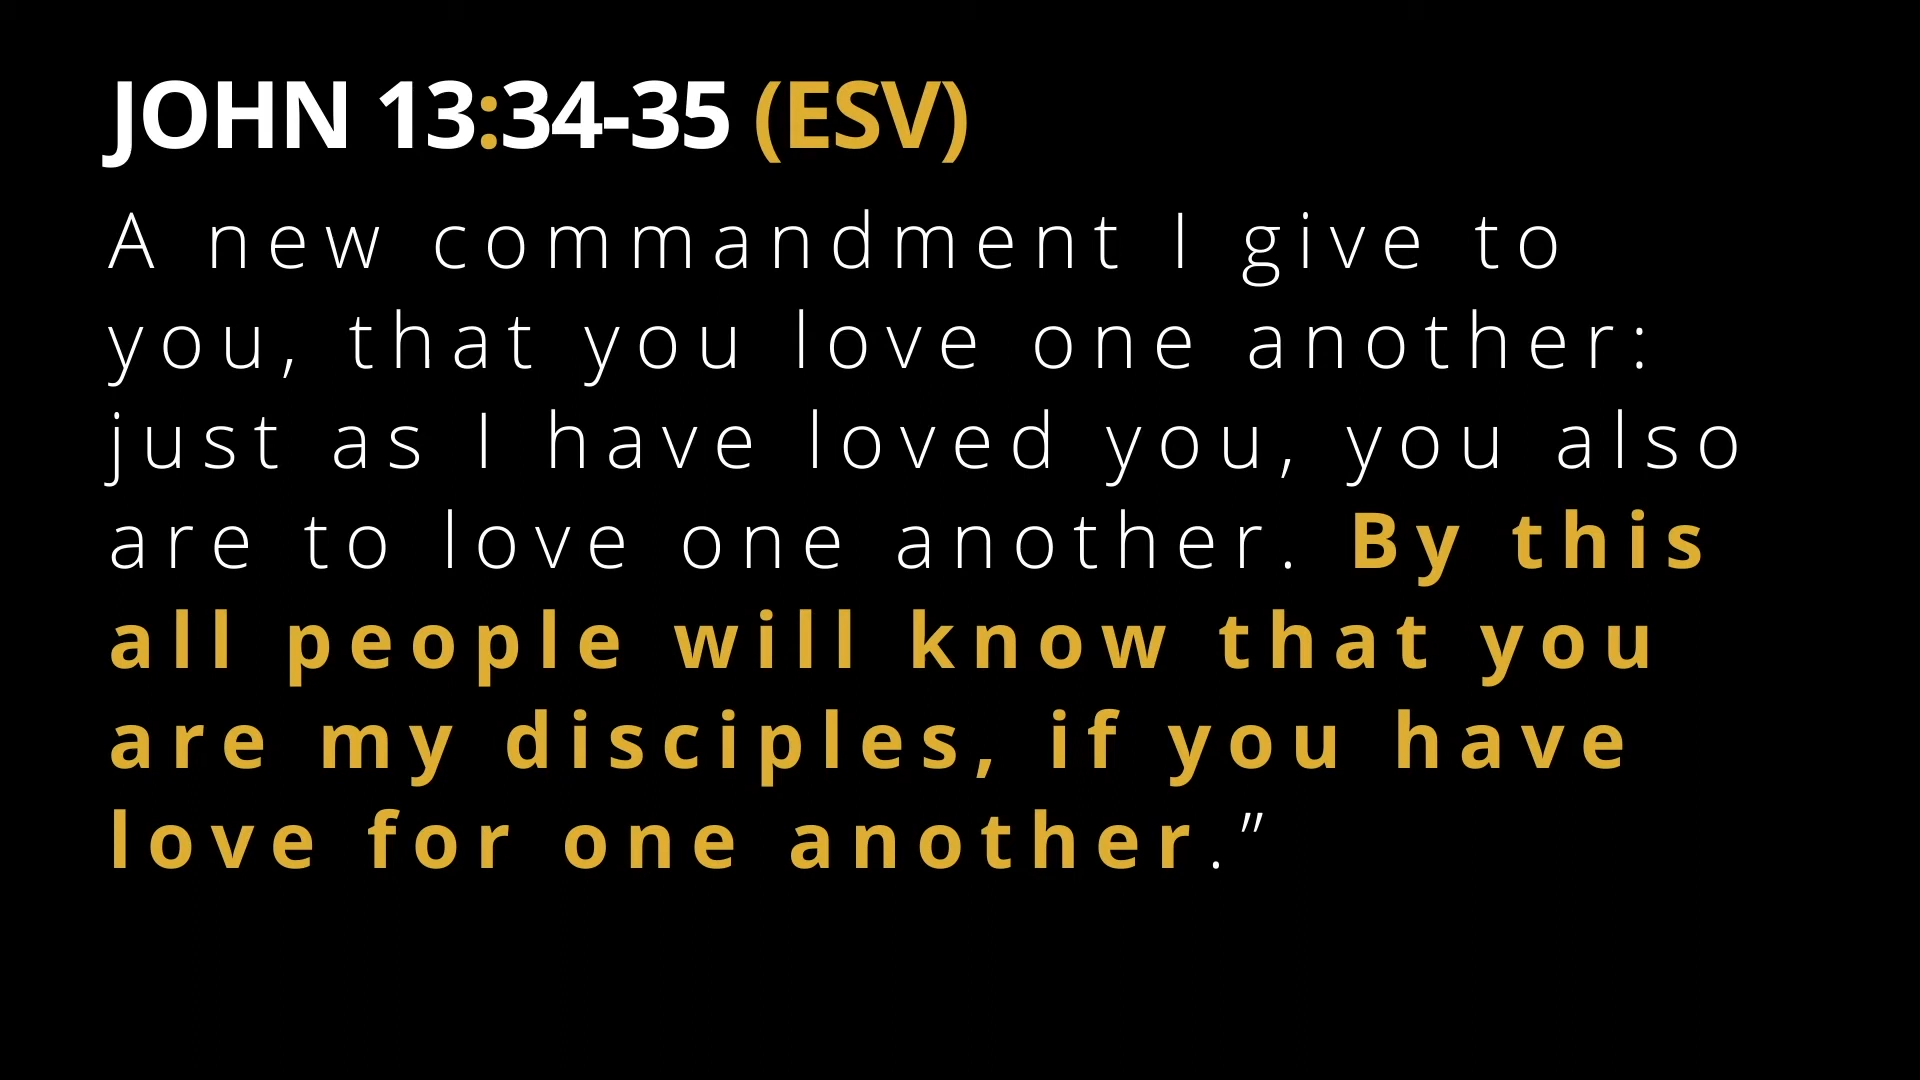 JOHN 13:34-35 (ESV)
A new commandment I give to
you, that you love one another:
just as I have loved you, you also
are to love one another. By this
all people will know that you
are my disciples, if you have
love for one another.”